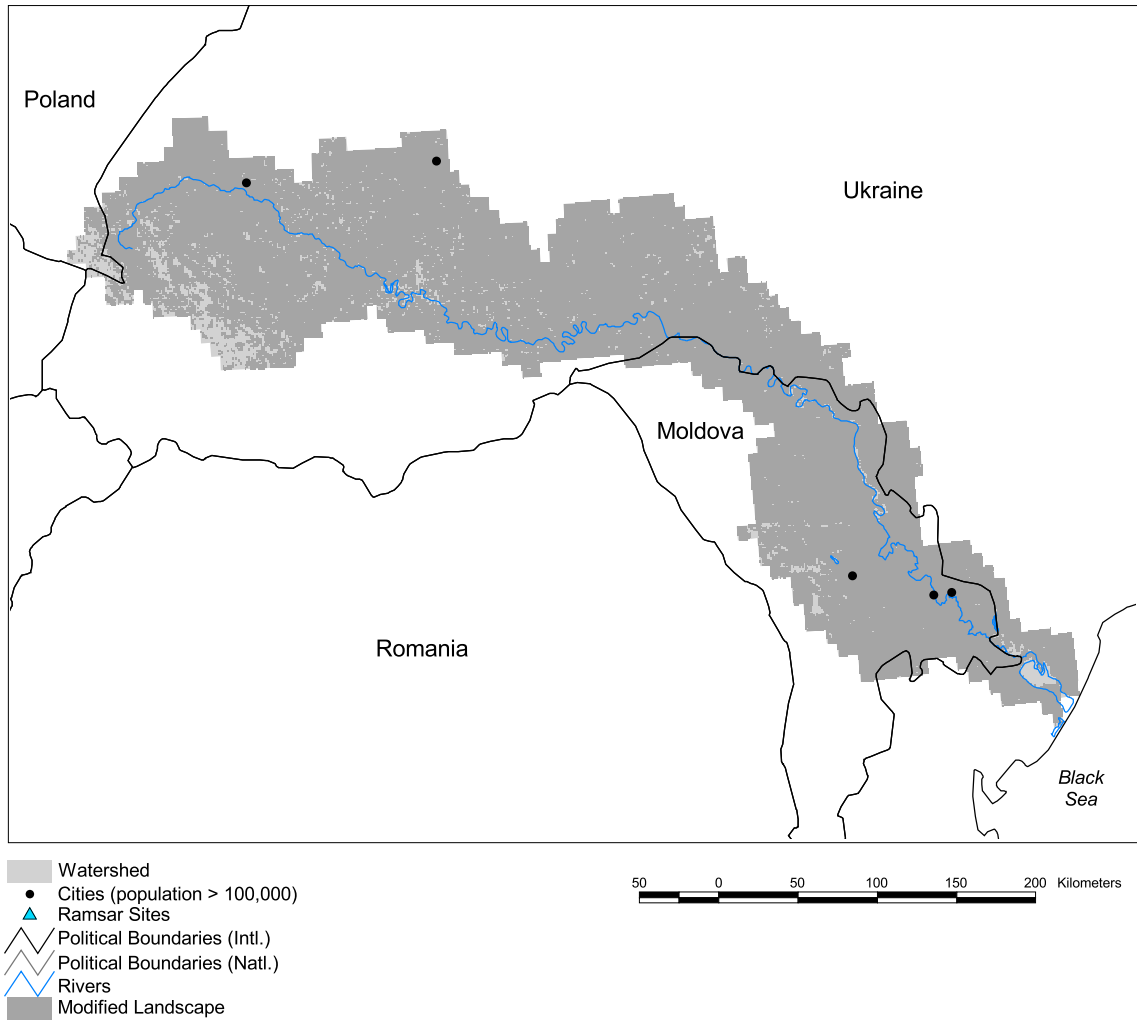 Poland
Ukraine
Moldova
Romania
Black
Sea
Watershed
Cities (population > 100,000)
Ramsar Sites
Political Boundaries (Intl.)
Political Boundaries (Natl.)
Rivers
Modified Landscape
50 0 50 100 150 200 Kilometers